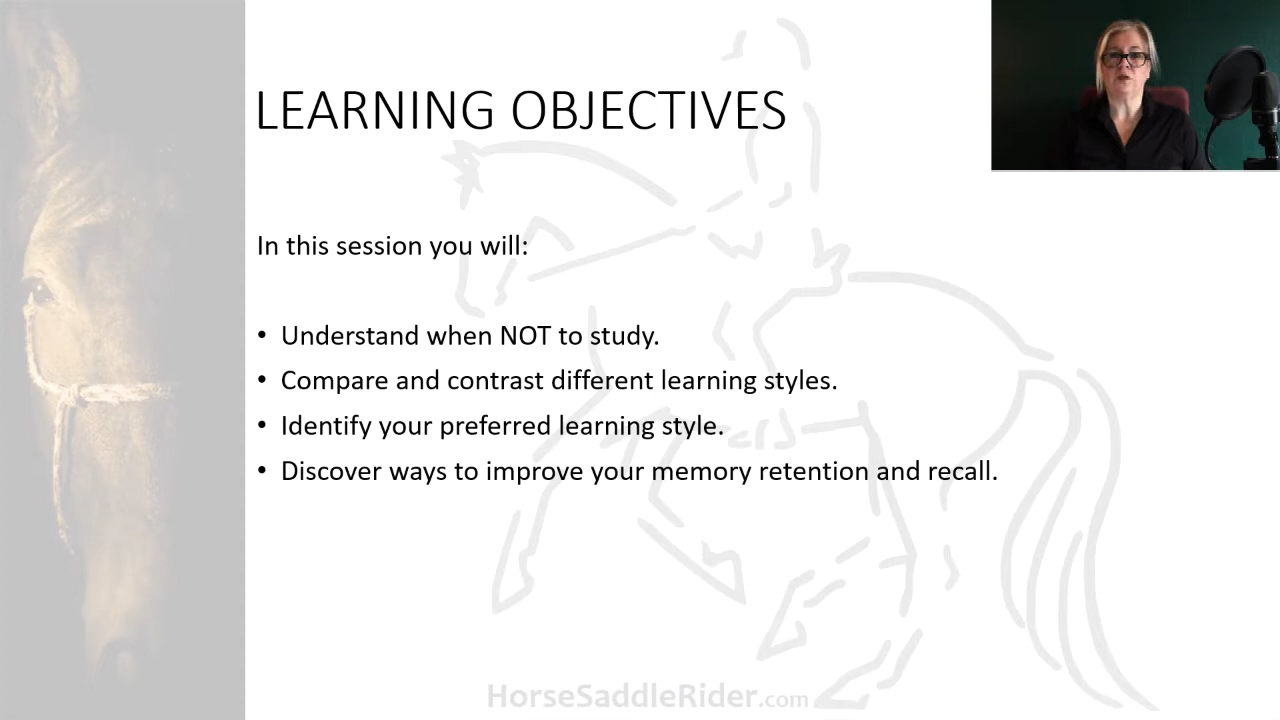 LEARNING OBJECTIVES
In this session you will:
• Understand when NOT to study.
• Compare and contrast different learning styles.
• Identify your preferred learning style.
• Discover ways to improve your memory retention and recall.
HorseSaddleRider.com